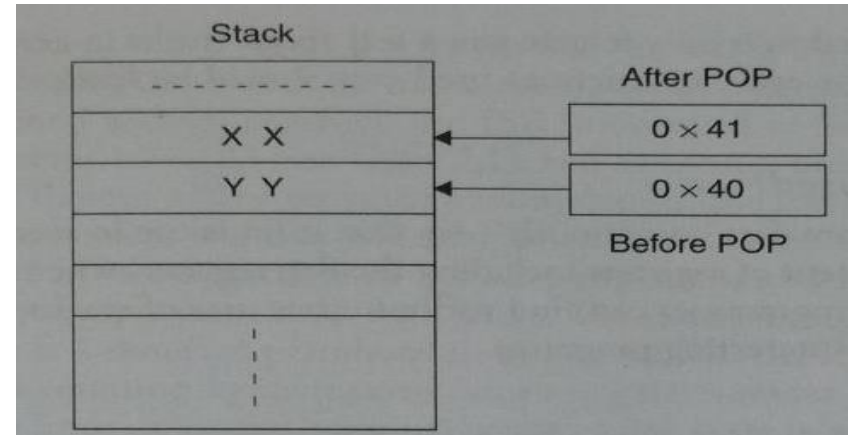 Stack
After POP
X X
0 × 41
Y Y
0 × 40
Before POP